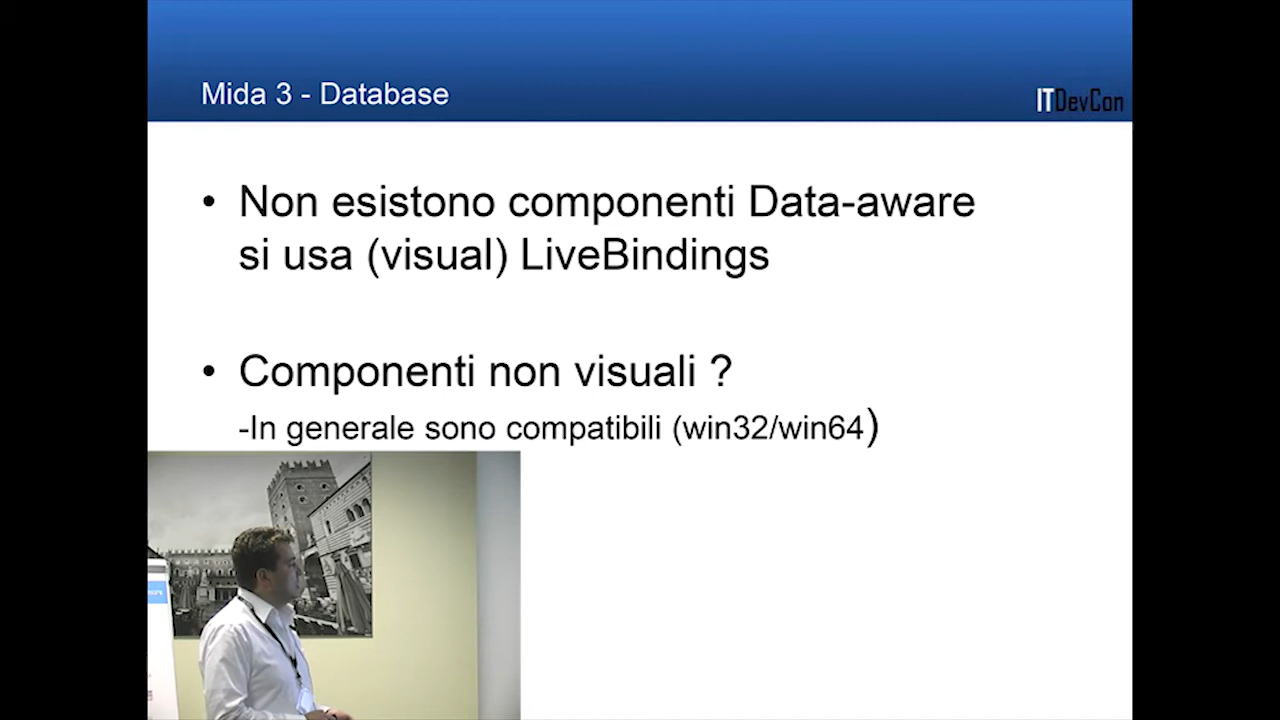 Mida 3 - Database
ITDevCon
• Non esistono componenti Data-aware
si usa (visual) LiveBindings
• Componenti non visuali ?
-In generale sono compatibili (win32/win64)